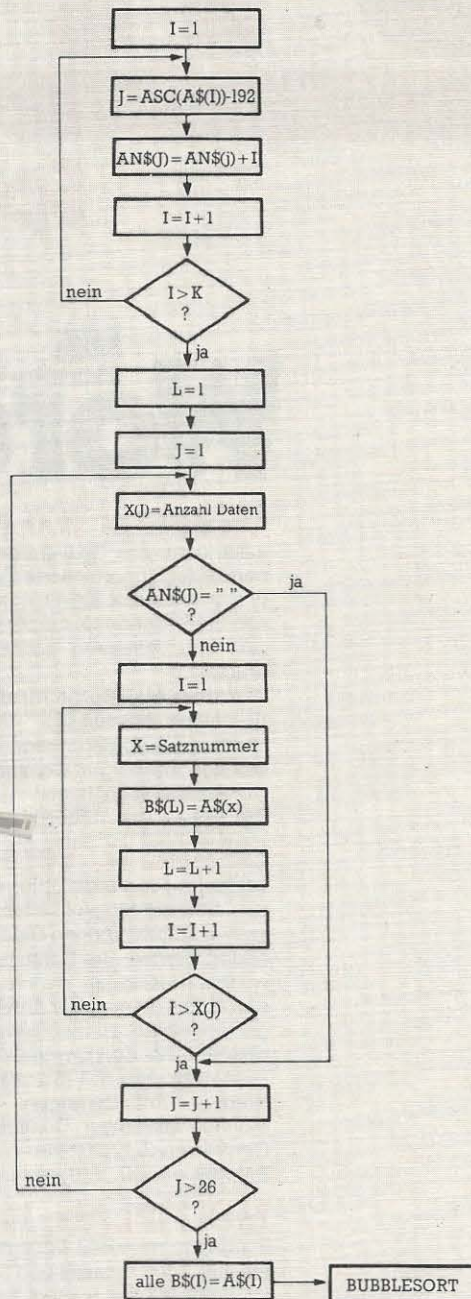 I=1
J=ASC(A$(I))-192
AN$(J)=AN$(j)+I
I=I+1
nein
I>K
?
ja
L=1
J=1
X(J)=Anzahl Daten
AN$(J)=" "
?
ja
nein
I=1
X=Satznummer
B$(L)=A$(x)
L=L+1
I=I+1
nein
I>X(J)
?
ja
J=J+1
nein
J>26
?
ja
alle B$(I)=A$(I)
BUBBLESORT